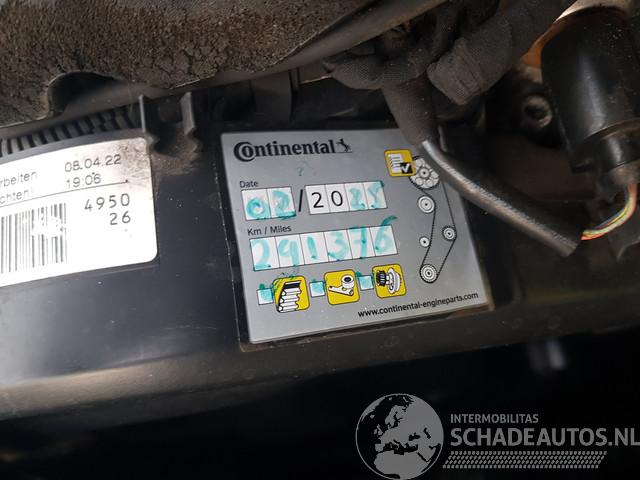 rbeiten 08.04.22
chten! 19:06
4950
26
Continental
Date
02/2025
Km / Miles
291376
www.continental-engineparts.com
INTERMOBILITAS
SCHADEAUTOS.NL